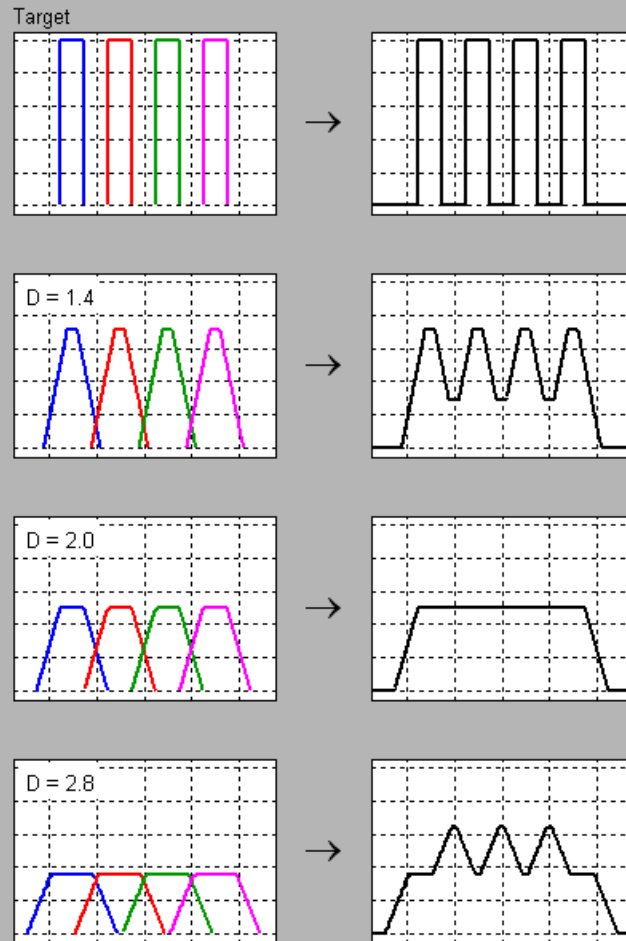 Target
→
D = 1.4
→
D = 2.0
→
D = 2.8
→